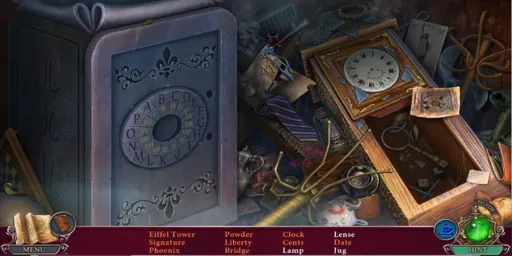 A B C D E G H I J K L M N O P
Eiffel Tower Powder Clock Lense
Signature Liberty Cents Date
Phoenix Bridge Lamp Jug
MENU
HINT